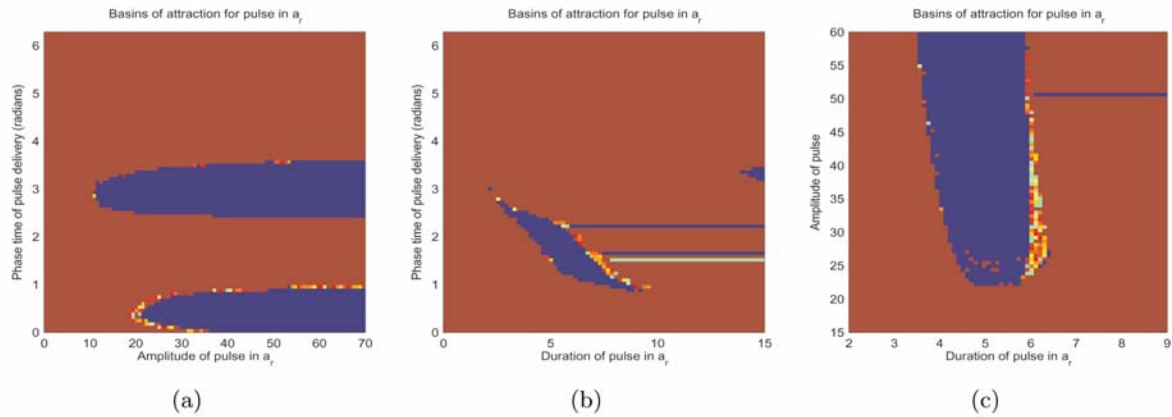 Basins of attraction for pulse in a_r
Phase time of pulse delivery (radians)
6
5
4
3
2
1
0
0 10 20 30 40 50 60 70
Amplitude of pulse in a_r
(a)
Basins of attraction for pulse in a_r
Phase time of pulse delivery (radians)
6
5
4
3
2
1
0
0 5 10 15
Duration of pulse in a_r
(b)
Basins of attraction for pulse in a_r
Amplitude of pulse
60
55
50
45
40
35
30
25
20
15
2 3 4 5 6 7 8 9
Duration of pulse in a_r
(c)